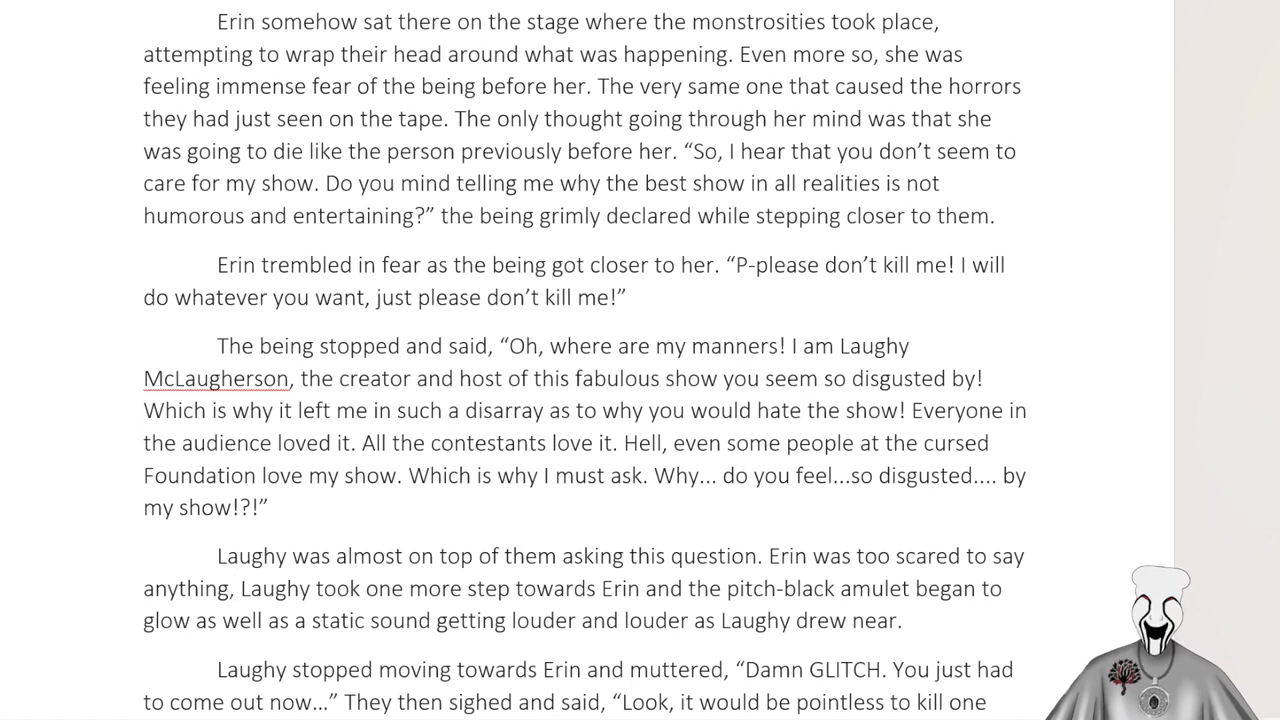 Erin somehow sat there on the stage where the monstrosities took place,
attempting to wrap their head around what was happening. Even more so, she was
feeling immense fear of the being before her. The very same one that caused the horrors
they had just seen on the tape. The only thought going through her mind was that she
was going to die like the person previously before her. “So, I hear that you don’t seem to
care for my show. Do you mind telling me why the best show in all realities is not
humorous and entertaining?” the being grimly declared while stepping closer to them.
Erin trembled in fear as the being got closer to her. “P-please don’t kill me! I will
do whatever you want, just please don’t kill me!”
The being stopped and said, “Oh, where are my manners! I am Laughy
McLaugherson, the creator and host of this fabulous show you seem so disgusted by!
Which is why it left me in such a disarray as to why you would hate the show! Everyone in
the audience loved it. All the contestants love it. Hell, even some people at the cursed
Foundation love my show. Which is why I must ask. Why... do you feel...so disgusted.... by
my show!?!”
Laughy was almost on top of them asking this question. Erin was too scared to say
anything, Laughy took one more step towards Erin and the pitch-black amulet began to
glow as well as a static sound getting louder and louder as Laughy drew near.
Laughy stopped moving towards Erin and muttered, “Damn GLITCH. You just had
to come out now...” They then sighed and said, “Look, it would be pointless to kill one